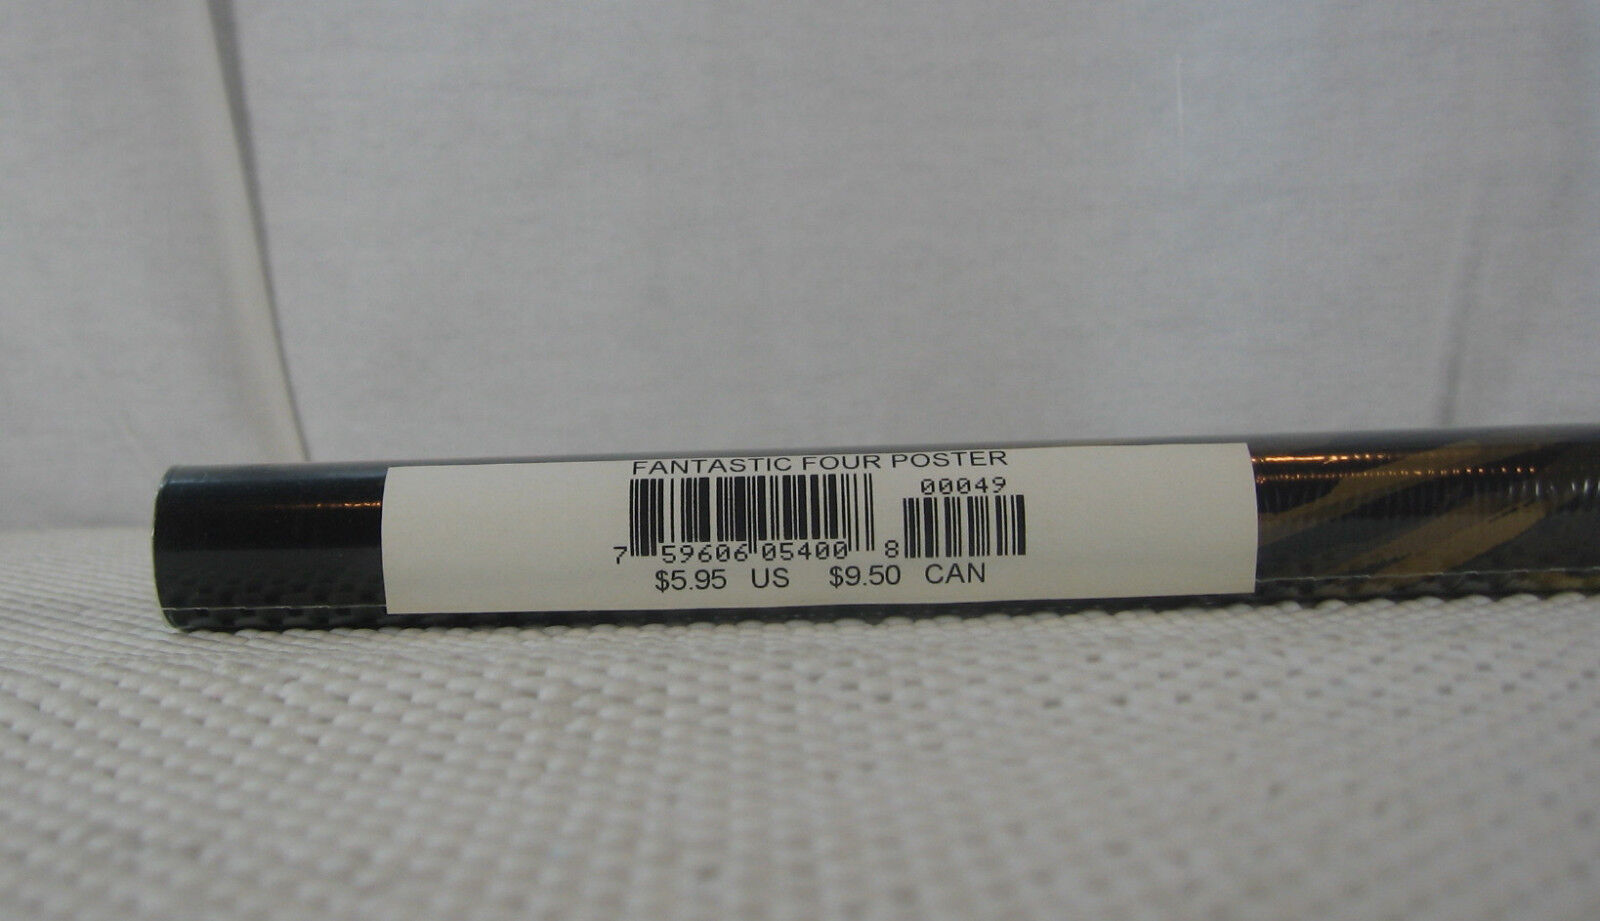 FANTASTIC FOUR POSTER
00049
7 59606 05400 8
$5.95 US $9.50 CAN